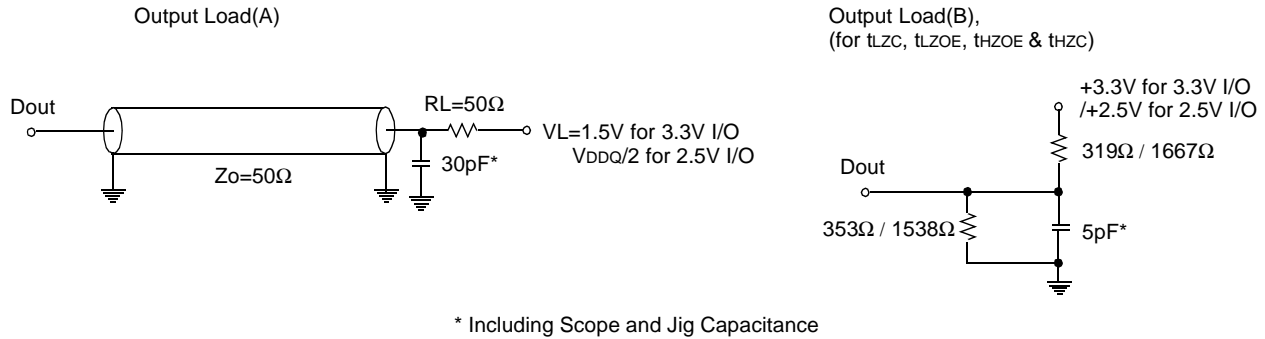 Output Load(A)
Dout
Zo=50Ω
RL=50Ω
30pF*
VL=1.5V for 3.3V I/O
VDDQ/2 for 2.5V I/O
Output Load(B),
(for tLZC, tLZOE, tHZOE & tHZC)
+3.3V for 3.3V I/O
/+2.5V for 2.5V I/O
319Ω / 1667Ω
Dout
353Ω / 1538Ω
5pF*
* Including Scope and Jig Capacitance